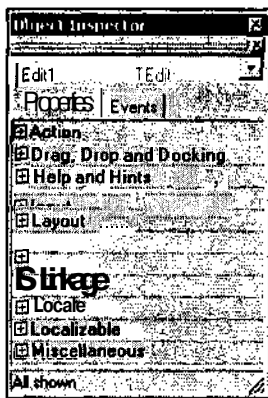 Object Inspector
Edit1 TEdit
Properties Events
Action
Drag, Drop and Docking
Help and Hints
Layout
Linkage
Locale
Localizable
Miscellaneous
All shown